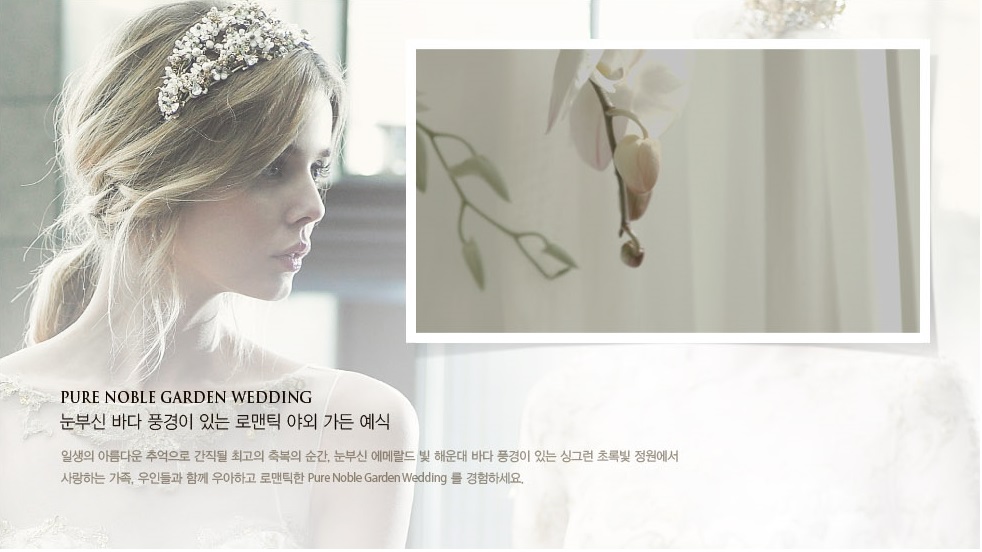 PURE NOBLE GARDEN WEDDING
눈부신 바다 풍경이 있는 로맨틱 야외 가든 예식
일생의 아름다운 추억으로 간직될 최고의 축복의 순간, 눈부신 에메랄드 빛 해운대 바다 풍경이 있는 싱그런 초록빛 정원에서
사랑하는 가족, 우인들과 함께 우아하고 로맨틱한 Pure Noble Garden Wedding 를 경험하세요.